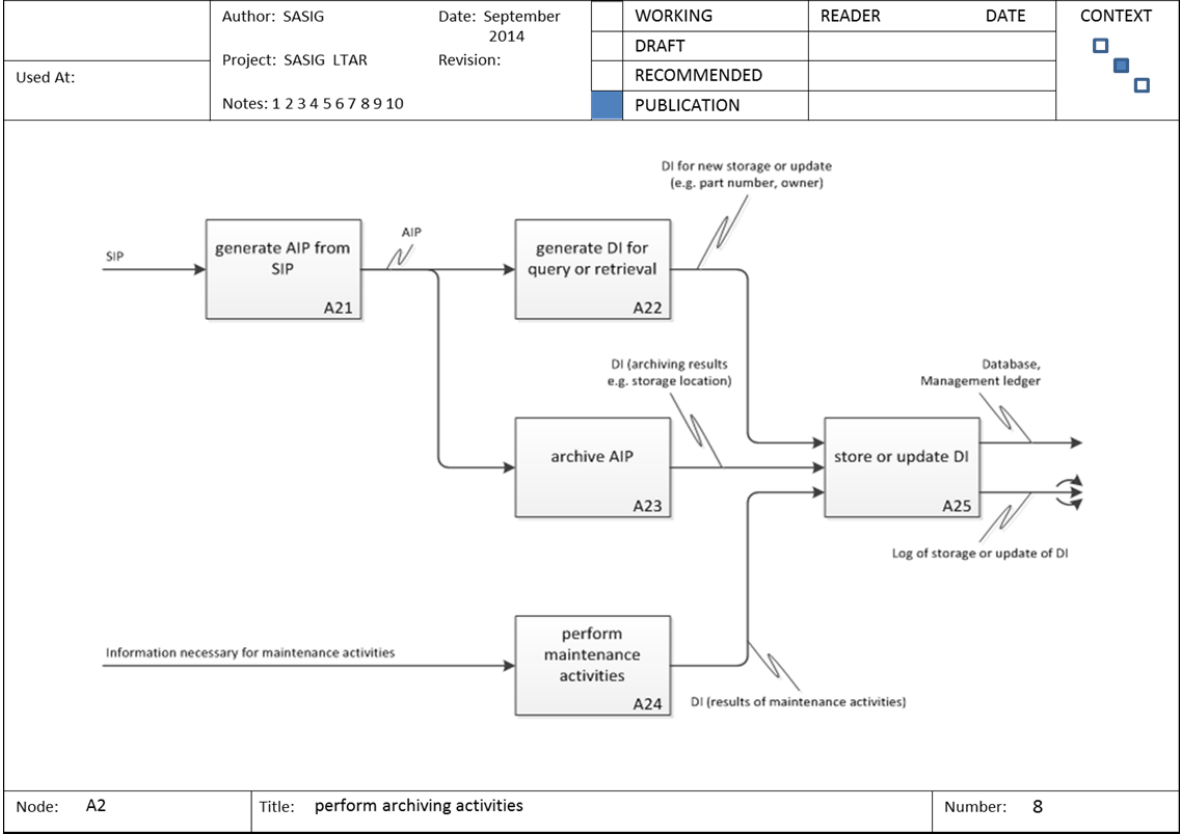 Used At:
Author: SASIG
Date: September
2014
Project: SASIG LTAR
Revision:
Notes: 1 2 3 4 5 6 7 8 9 10
WORKING
DRAFT
RECOMMENDED
PUBLICATION
READER
DATE
CONTEXT
DI for new storage or update
(e.g. part number, owner)
SIP
generate AIP from
SIP
A21
AIP
generate DI for
query or retrieval
A22
DI (archiving results
e.g. storage location)
Database,
Management ledger
archive AIP
A23
store or update DI
A25
Log of storage or update of DI
Information necessary for maintenance activities
perform
maintenance
activities
A24
DI (results of maintenance activities)
Node: A2
Title: perform archiving activities
Number: 8